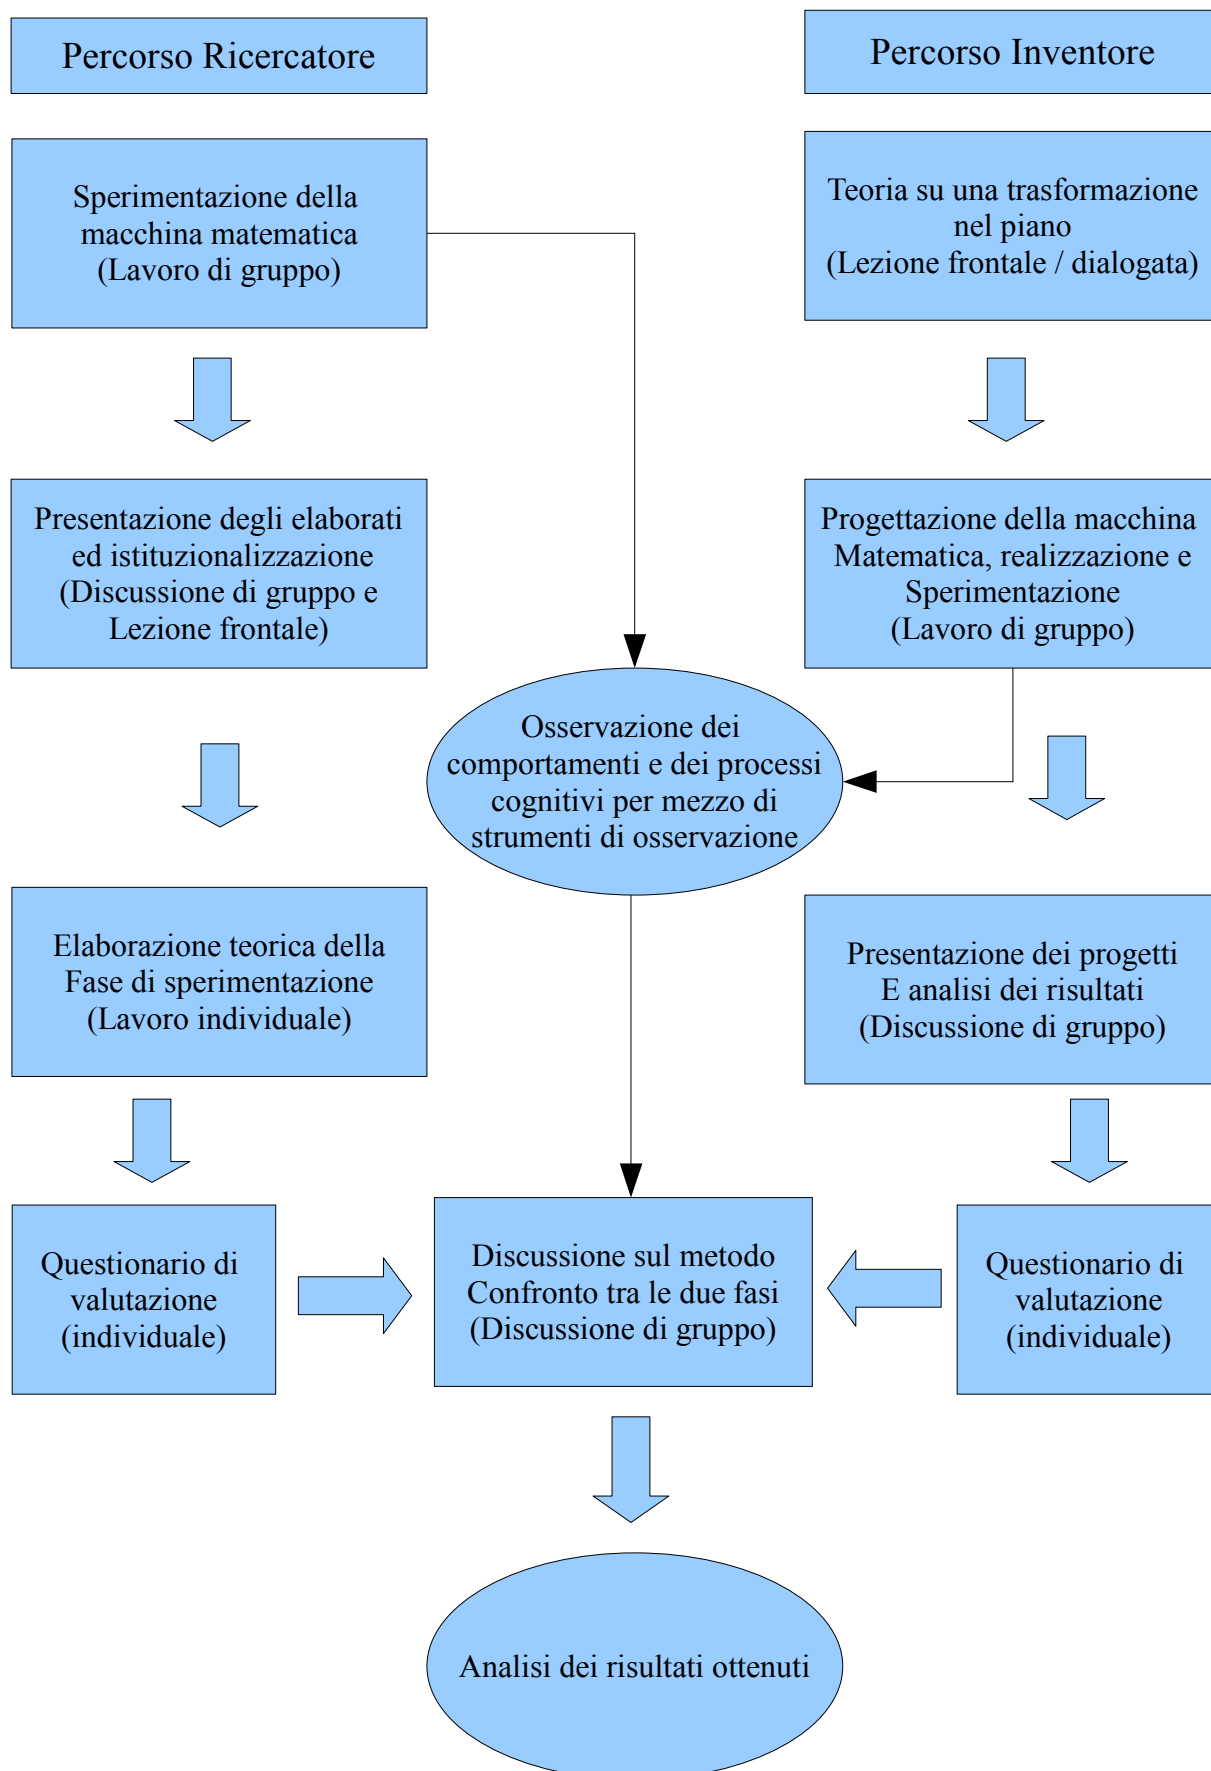 Percorso Ricercatore
Percorso Inventore
Sperimentazione della
macchina matematica
(Lavoro di gruppo)
Teoria su una trasformazione
nel piano
(Lezione frontale / dialogata)
Presentazione degli elaborati
ed istituzionalizzazione
(Discussione di gruppo e
Lezione frontale)
Progettazione della macchina
Matematica, realizzazione e
Sperimentazione
(Lavoro di gruppo)
Osservazione dei
comportamenti e dei processi
cognitivi per mezzo di
strumenti di osservazione
Elaborazione teorica della
Fase di sperimentazione
(Lavoro individuale)
Presentazione dei progetti
E analisi dei risultati
(Discussione di gruppo)
Questionario di
valutazione
(individuale)
Discussione sul metodo
Confronto tra le due fasi
(Discussione di gruppo)
Questionario di
valutazione
(individuale)
Analisi dei risultati ottenuti